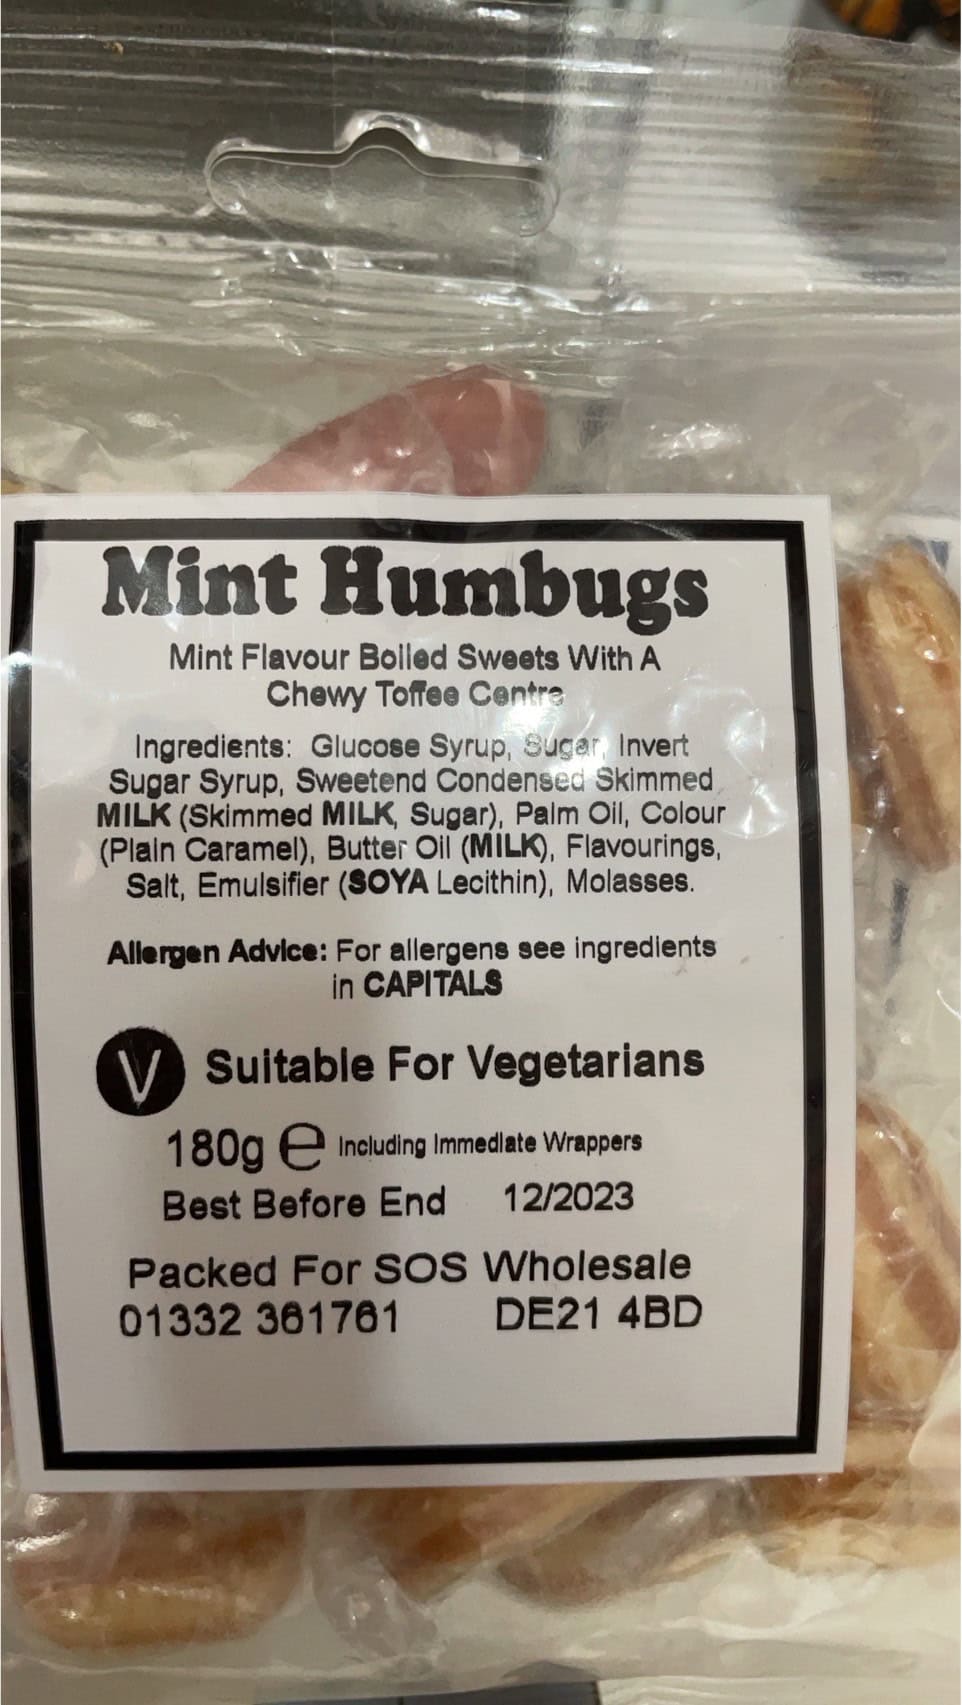 Mint Humbugs
Mint Flavour Boiled Sweets With A
Chewy Toffee Centre
Ingredients: Glucose Syrup, Sugar, Invert
Sugar Syrup, Sweetend Condensed Skimmed
MILK (Skimmed MILK, Sugar), Palm Oil, Colour
(Plain Caramel), Butter Oil (MILK), Flavourings,
Salt, Emulsifier (SOYA Lecithin), Molasses.
Allergen Advice: For allergens see ingredients
in CAPITALS
V Suitable For Vegetarians
180g e Including Immediate Wrappers
Best Before End 12/2023
Packed For SOS Wholesale
01332 361761 DE21 4BD